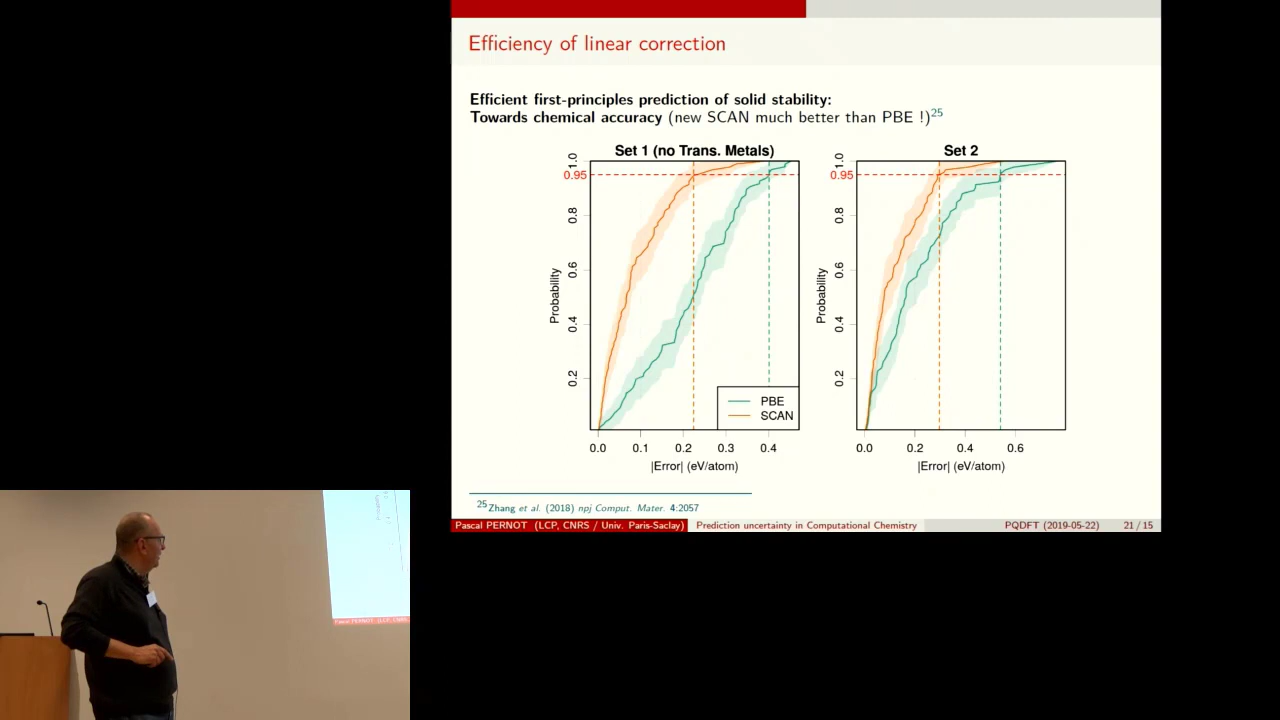 Efficiency of linear correction
Efficient first-principles prediction of solid stability:
Towards chemical accuracy (new SCAN much better than PBE !)25
Set 1 (no Trans. Metals)
Probability
0.2
0.4
0.6
0.8
1.0
0.95
0.0 0.1 0.2 0.3 0.4
|Error| (eV/atom)
PBE
SCAN
Set 2
Probability
0.2
0.4
0.6
0.8
1.0
0.95
0.0 0.2 0.4 0.6
|Error| (eV/atom)
25Zhang et al. (2018) npj Comput. Mater. 4:2057
Pascal PERNOT (LCP, CNRS / Univ. Paris-Saclay) Prediction uncertainty in Computational Chemistry PQDFT (2019-05-22) 21 / 15
Pascal PERNOT (LCP, CNRS